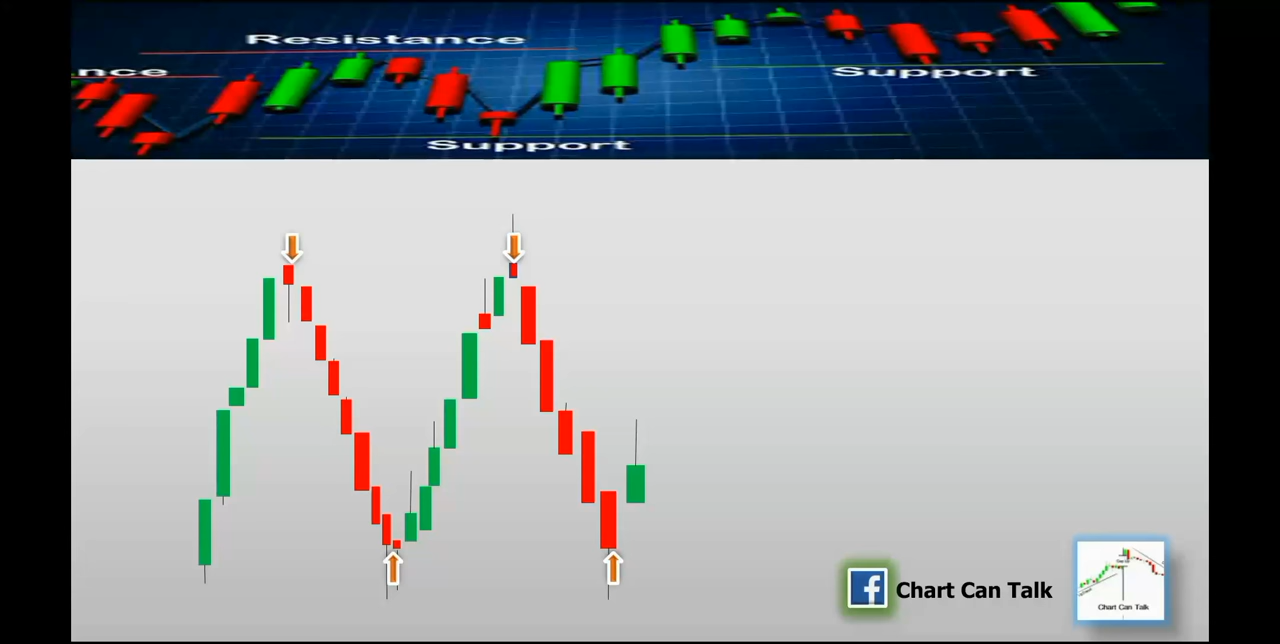 Resistance
nce
Support
Support
Chart Can Talk
Chart Can Talk